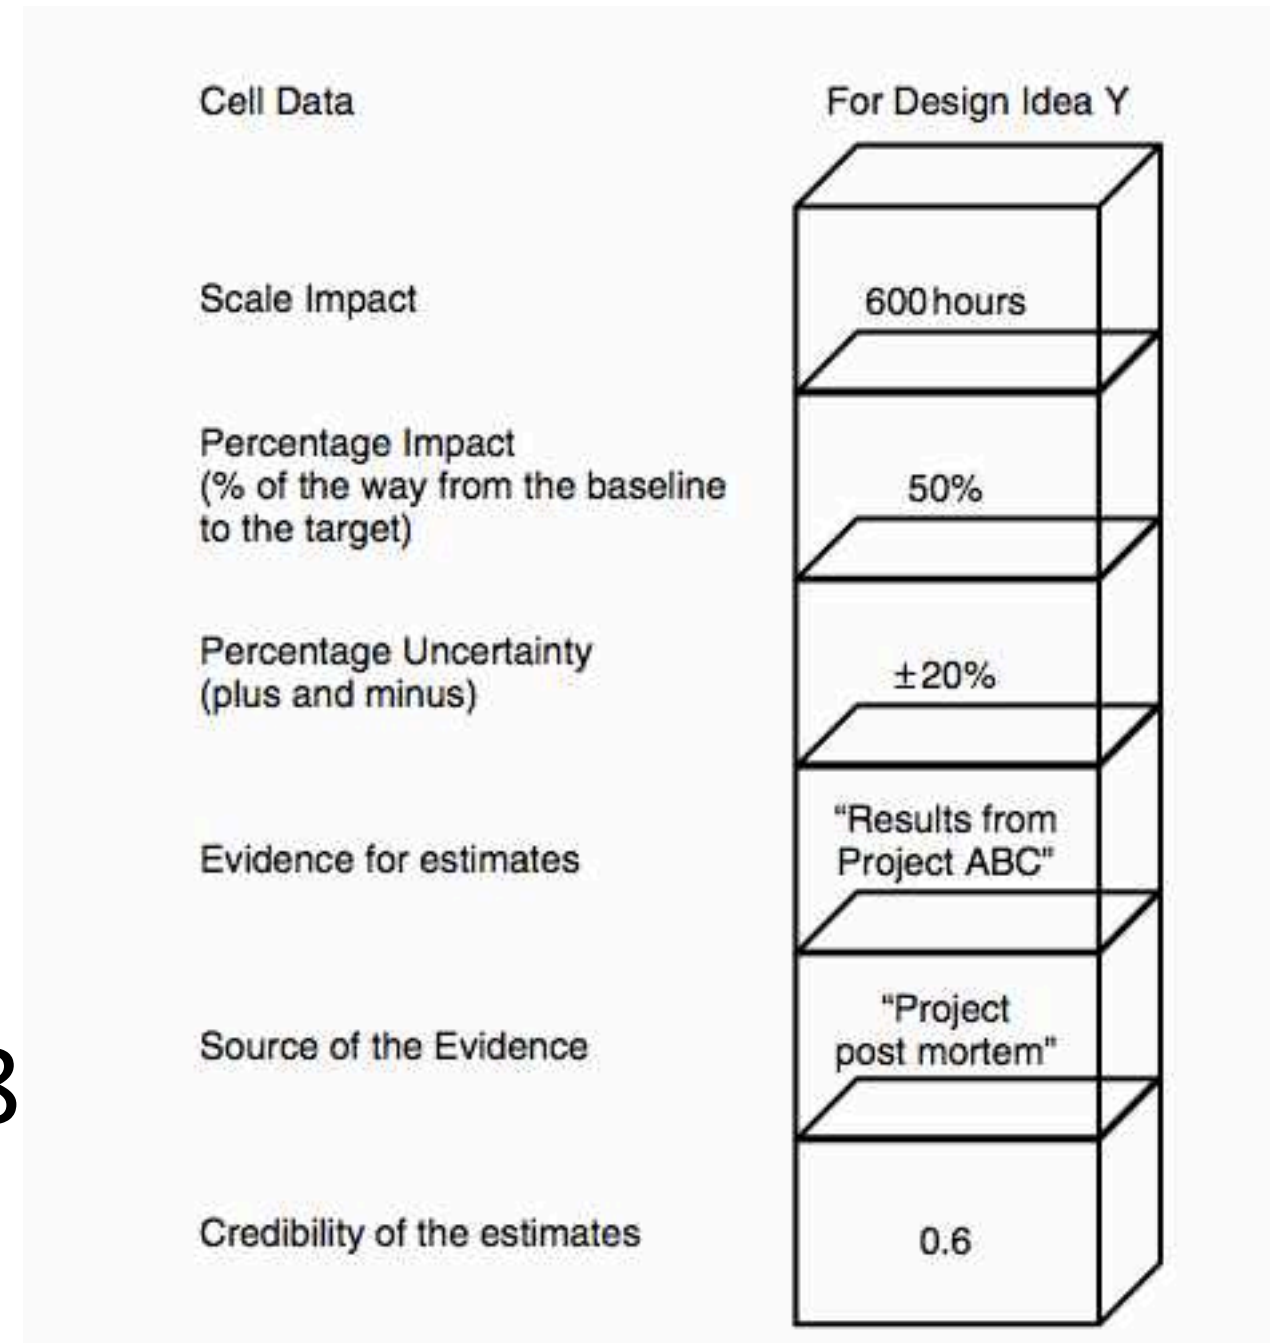 Cell Data
For Design Idea Y
Scale Impact
600 hours
Percentage Impact
(% of the way from the baseline
to the target)
50%
Percentage Uncertainty
(plus and minus)
±20%
Evidence for estimates
“Results from
Project ABC”
Source of the Evidence
“Project
post mortem”
Credibility of the estimates
0.6